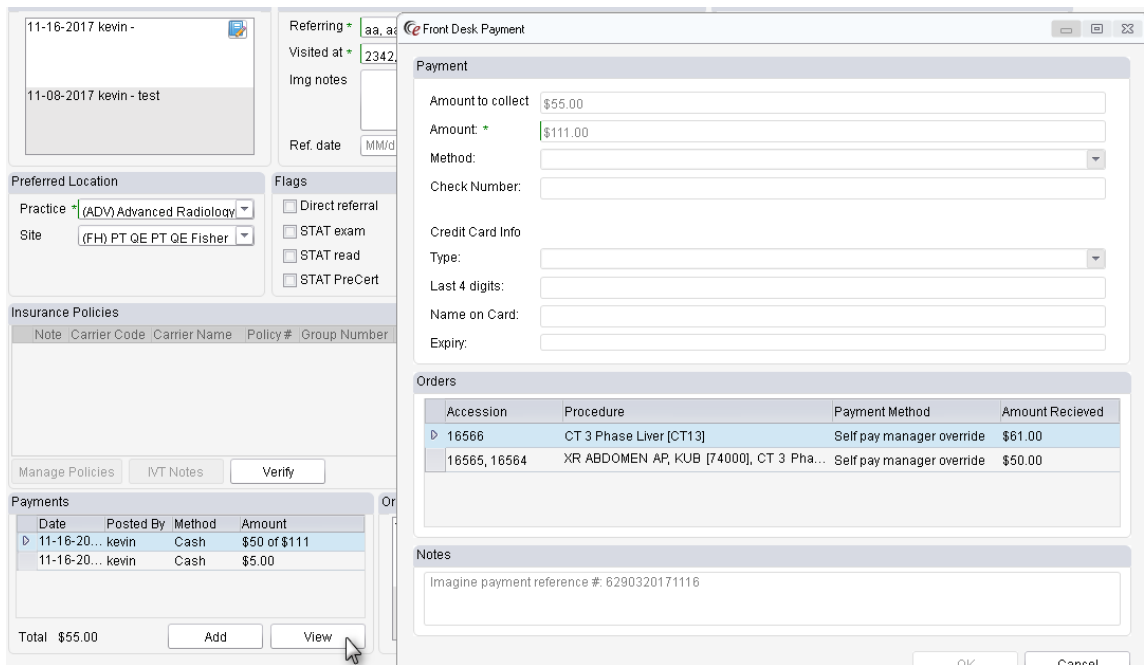 11-16-2017 kevin -
11-08-2017 kevin - test
Referring *
aa, aa
Visited at *
2342,
Img notes
Ref. date
MM/d
Preferred Location
Practice * (ADV) Advanced Radiology
Site (FH) PT QE PT QE Fisher
Flags
Direct referral
STAT exam
STAT read
STAT PreCert
Insurance Policies
Note Carrier Code Carrier Name Policy # Group Number
Manage Policies IVT Notes Verify
Payments
Date Posted By Method Amount
11-16-20... kevin Cash $50 of $111
11-16-20... kevin Cash $5.00
Total $55.00 Add View
Or
Front Desk Payment
Payment
Amount to collect $55.00
Amount: * $111.00
Method:
Check Number:
Credit Card Info
Type:
Last 4 digits:
Name on Card:
Expiry:
Orders
Accession Procedure Payment Method Amount Recieved
16566 CT 3 Phase Liver [CT13] Self pay manager override $61.00
16565, 16564 XR ABDOMEN AP, KUB [74000], CT 3 Pha... Self pay manager override $50.00
Notes
Imagine payment reference #: 6290320171116
OK Cancel